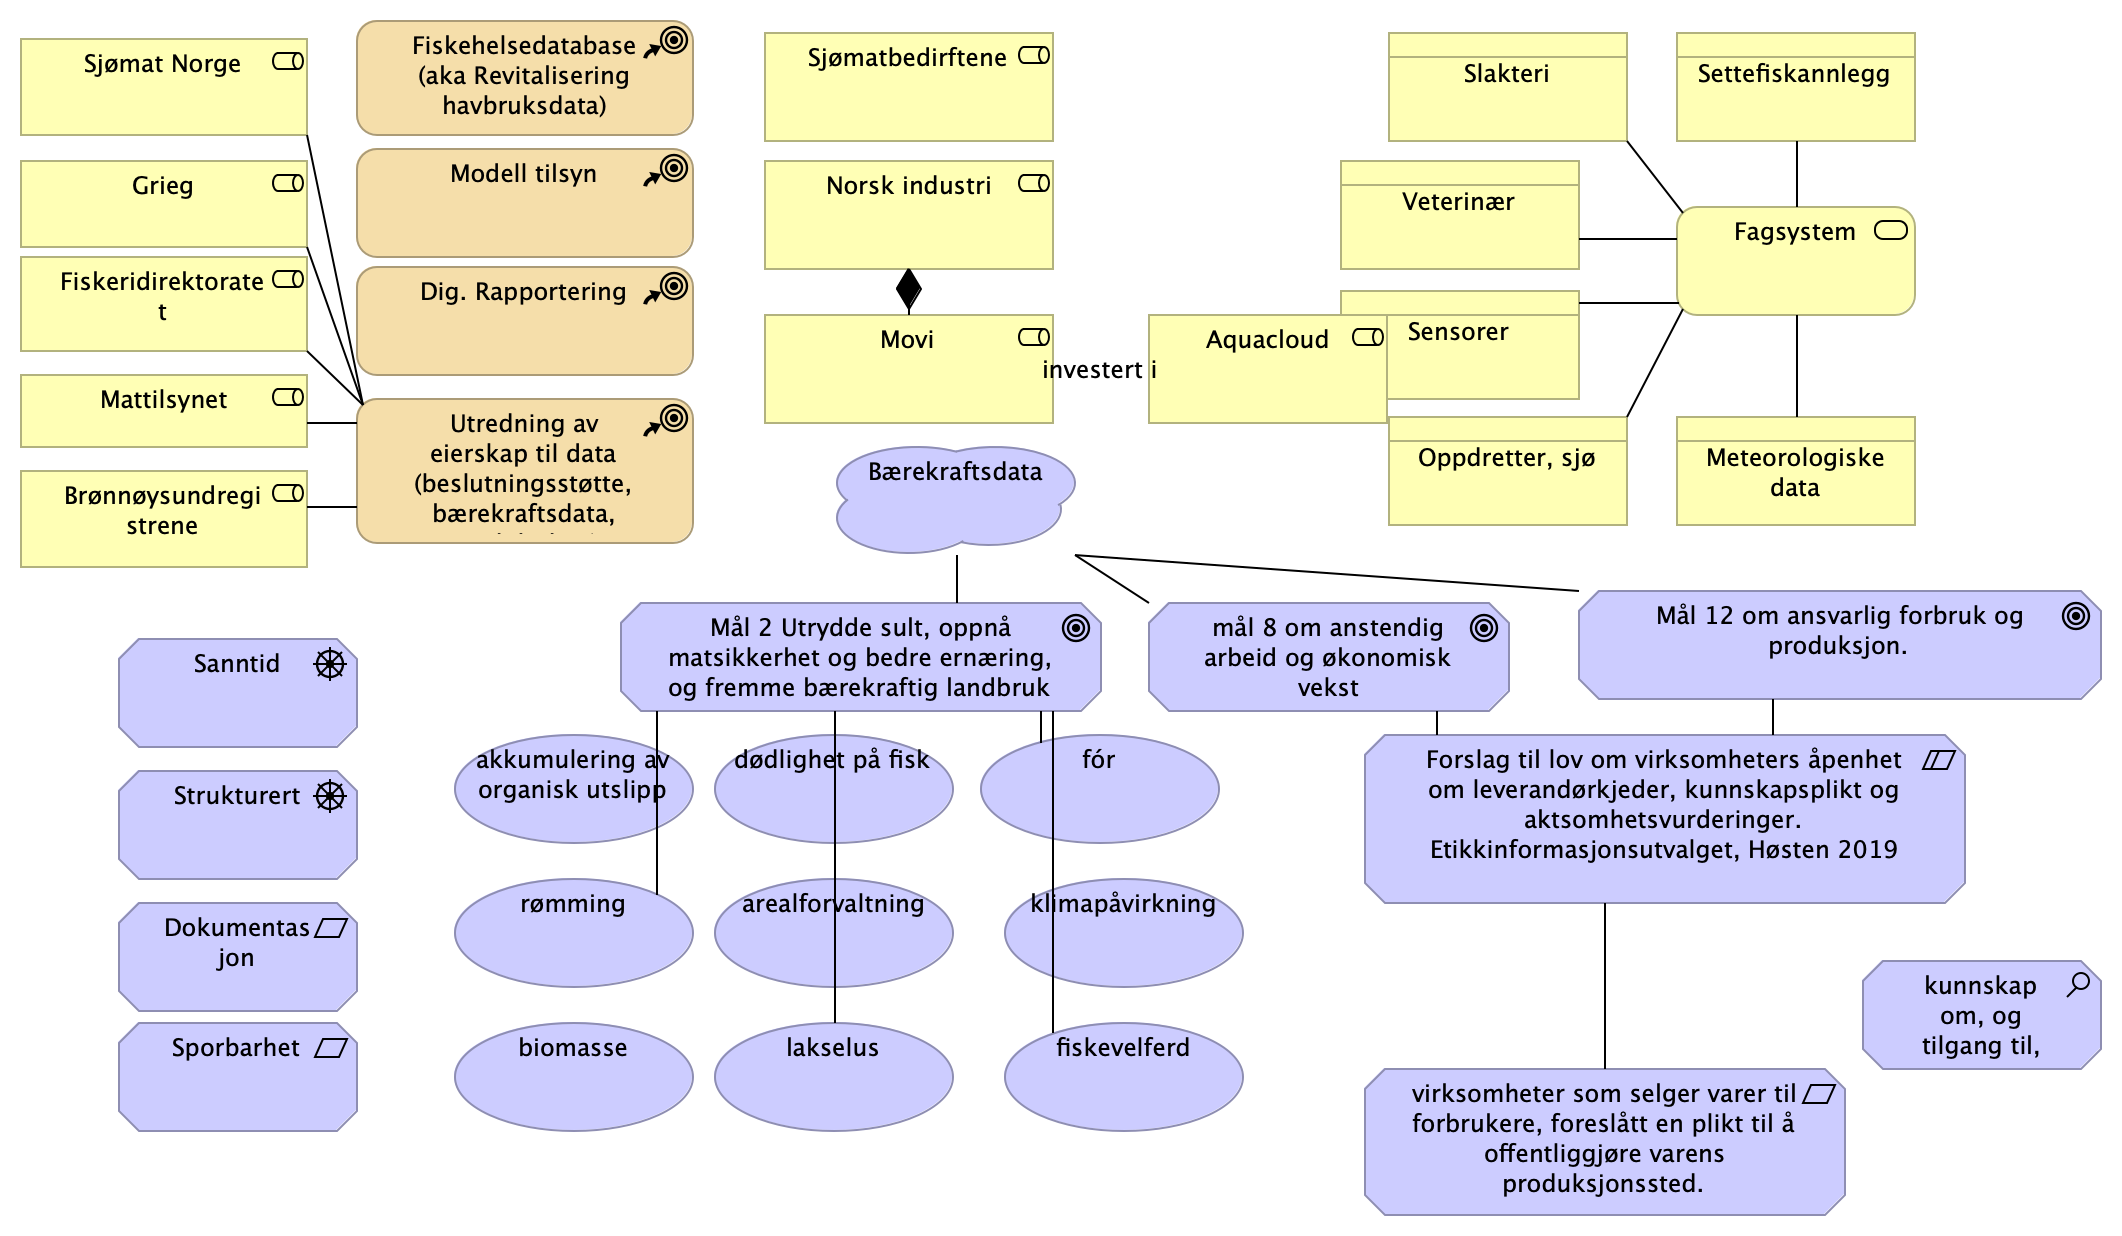 Sjømat Norge
Fiskehelsedatabase
(aka Revitalisering
havbruksdata)
Sjømatbedirftene
Slakteri
Settefiskannlegg
Grieg
Modell tilsyn
Norsk industri
Veterinær
Fagsystem
Fiskeridirektorate
t
Dig. Rapportering
Movi
investert i
Aquacloud
Sensorer
Mattilsynet
Utredning av
eierskap til data
(beslutningsstøtte,
bærekraftsdata,
Brønnøysundregi
strene
Bærekraftsdata
Oppdretter, sjø
Meteorologiske
data
Mål 2 Utrydde sult, oppnå
matsikkerhet og bedre ernæring,
og fremme bærekraftig landbruk
mål 8 om anstendig
arbeid og økonomisk
vekst
Mål 12 om ansvarlig forbruk og
produksjon.
Sanntid
Strukturert
Dokumentas
jon
Sporbarhet
akkumulering av
organisk utslipp
dødlighet på fisk
fór
rømming
arealforvaltning
klimapåvirkning
biomasse
lakselus
fiskevelferd
Forslag til lov om virksomheters åpenhet
om leverandørkjeder, kunnskapsplikt og
aktsomhetsvurderinger.
Etikkinformasjonsutvalget, Høsten 2019
kunnskap
om, og
tilgang til,
virksomheter som selger varer til
forbrukere, foreslått en plikt til å
offentliggjøre varens
produksjonssted.